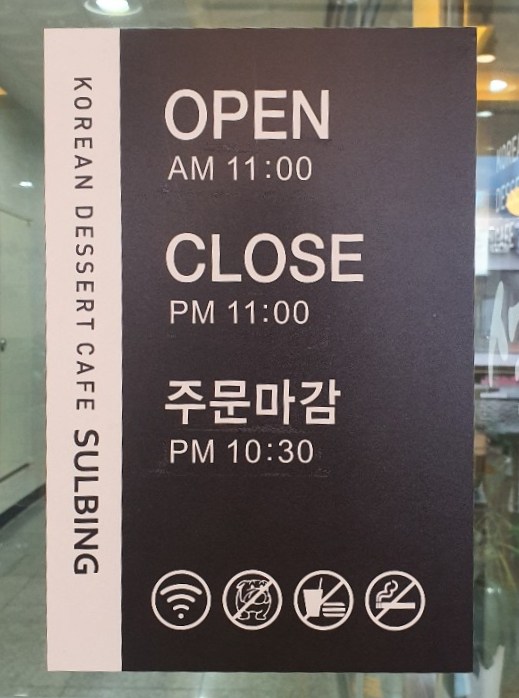 KOREAN DESSERT CAFE SULBING
OPEN
AM 11:00
CLOSE
PM 11:00
주문마감
PM 10:30